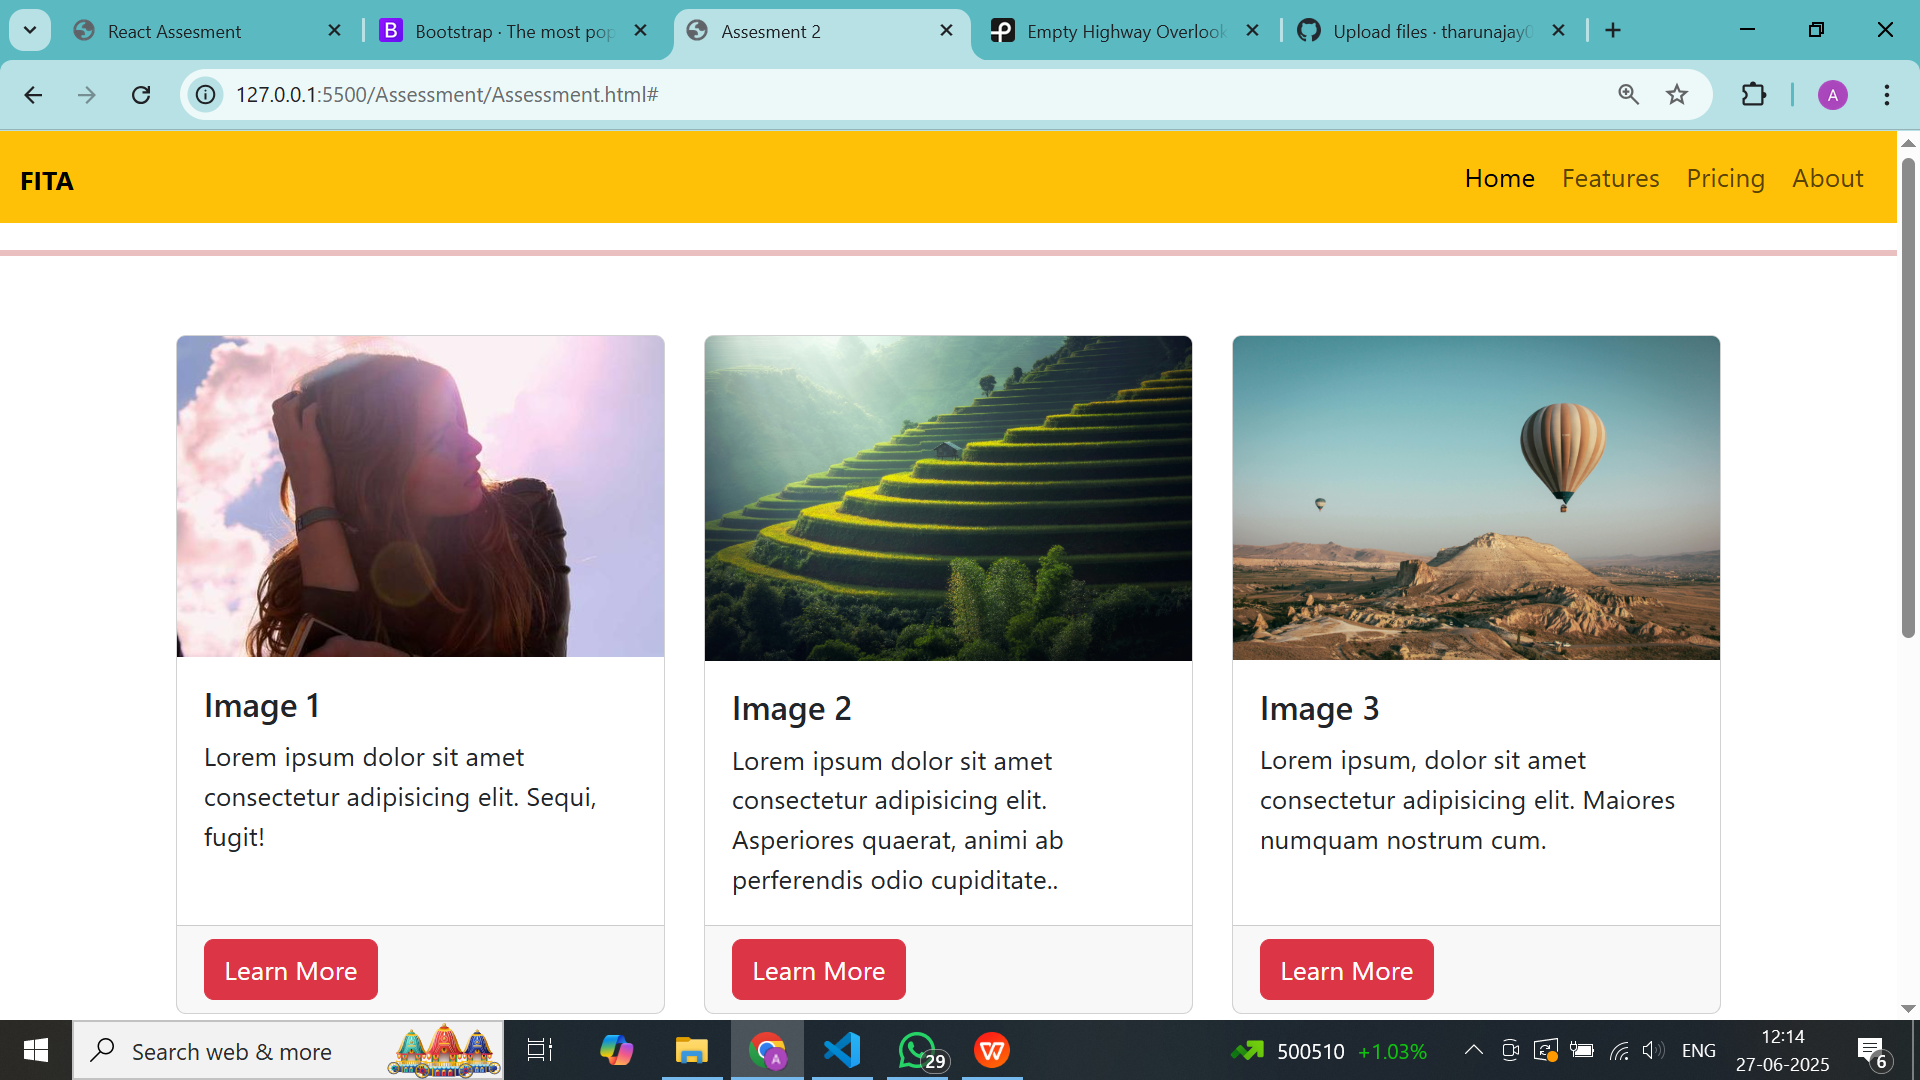 React Assesment
B
Bootstrap · The most pop
Assesment 2
Empty Highway Overlook
Upload files · tharunajay0
127.0.0.1:5500/Assessment/Assessment.html#
A
FITA
Home
Features
Pricing
About
Image 1
Lorem ipsum dolor sit amet
consectetur adipisicing elit. Sequi,
fugit!
Learn More
Image 2
Lorem ipsum dolor sit amet
consectetur adipisicing elit.
Asperiores quaerat, animi ab
perferendis odio cupiditate..
Learn More
Image 3
Lorem ipsum, dolor sit amet
consectetur adipisicing elit. Maiores
numquam nostrum cum.
Learn More
Search web & more
A
29
W
500510 +1.03%
ENG
12:14
27-06-2025
6